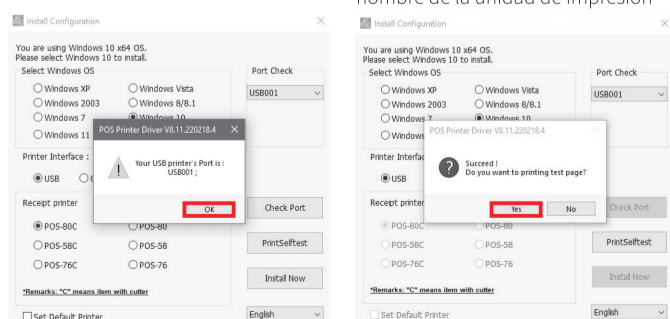 nombre de la unidad de impresión
Install Configuration
You are using Windows 10 x64 OS.
Please select Windows 10 to install.
Select Windows OS
Port Check
Windows XP
Windows Vista
USB001
Windows 2003
Windows 8/8.1
Windows 7
Windows 10
Windows 11
POS Printer Driver V8.11.220218.4
Your USB printer's Port is :
USB001 ;
OK
Printer Interface :
USB
Receipt printer
Check Port
POS-80C
POS-80
POS-58C
POS-58
PrintSelftest
POS-76C
POS-76
Install Now
*Remarks: "C" means item with cutter
Set Default Printer
English
Install Configuration
You are using Windows 10 x64 OS.
Please select Windows 10 to install.
Select Windows OS
Port Check
Windows XP
Windows Vista
USB001
Windows 2003
Windows 8/8.1
Windows 7
Windows 10
Windows
POS Printer Driver V8.11.220218.4
Succeed !
Do you want to printing test page?
Yes
No
Printer Interfac
USB
Receipt printer
Check Port
POS-80C
POS-80
POS-58C
POS-58
PrintSelftest
POS-76C
POS-76
Install Now
*Remarks: "C" means item with cutter
Set Default Printer
English